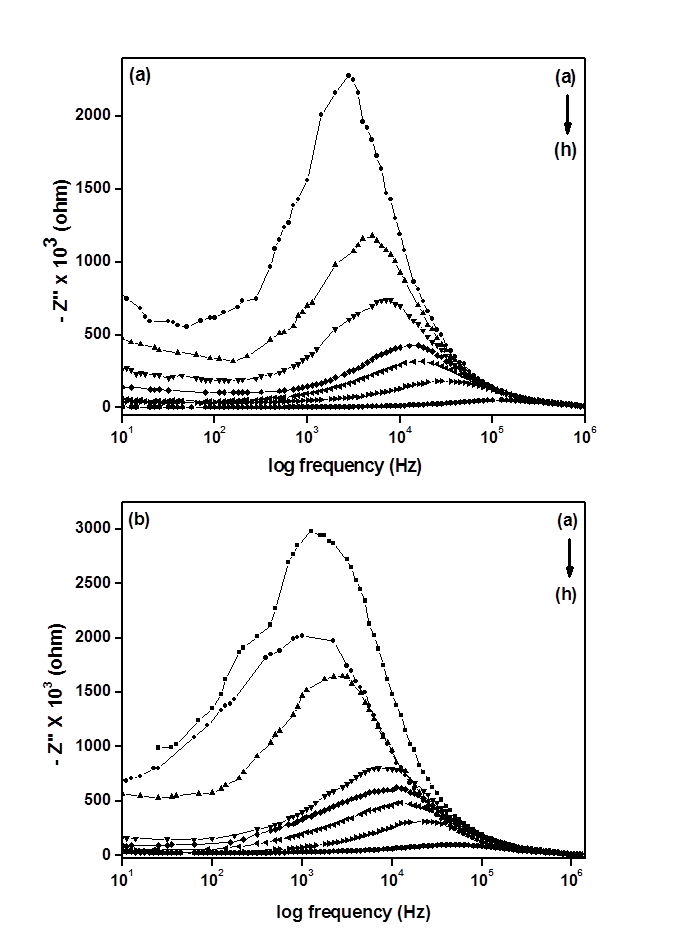 (a)
(a)
(h)
2000
1500
1000
500
0
- Z" x 10³ (ohm)
10¹ 10² 10³ 10⁴ 10⁵ 10⁶
log frequency (Hz)
(b)
(a)
(h)
3000
2500
2000
1500
1000
500
0
- Z" X 10³ (ohm)
10¹ 10² 10³ 10⁴ 10⁵ 10⁶
log frequency (Hz)